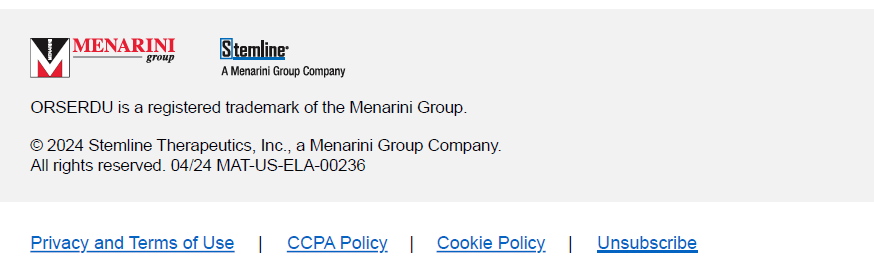 MENARINI
group
Stemline
A Menarini Group Company
ORSERDU is a registered trademark of the Menarini Group.
© 2024 Stemline Therapeutics, Inc., a Menarini Group Company.
All rights reserved. 04/24 MAT-US-ELA-00236
Privacy and Terms of Use | CCPA Policy | Cookie Policy | Unsubscribe